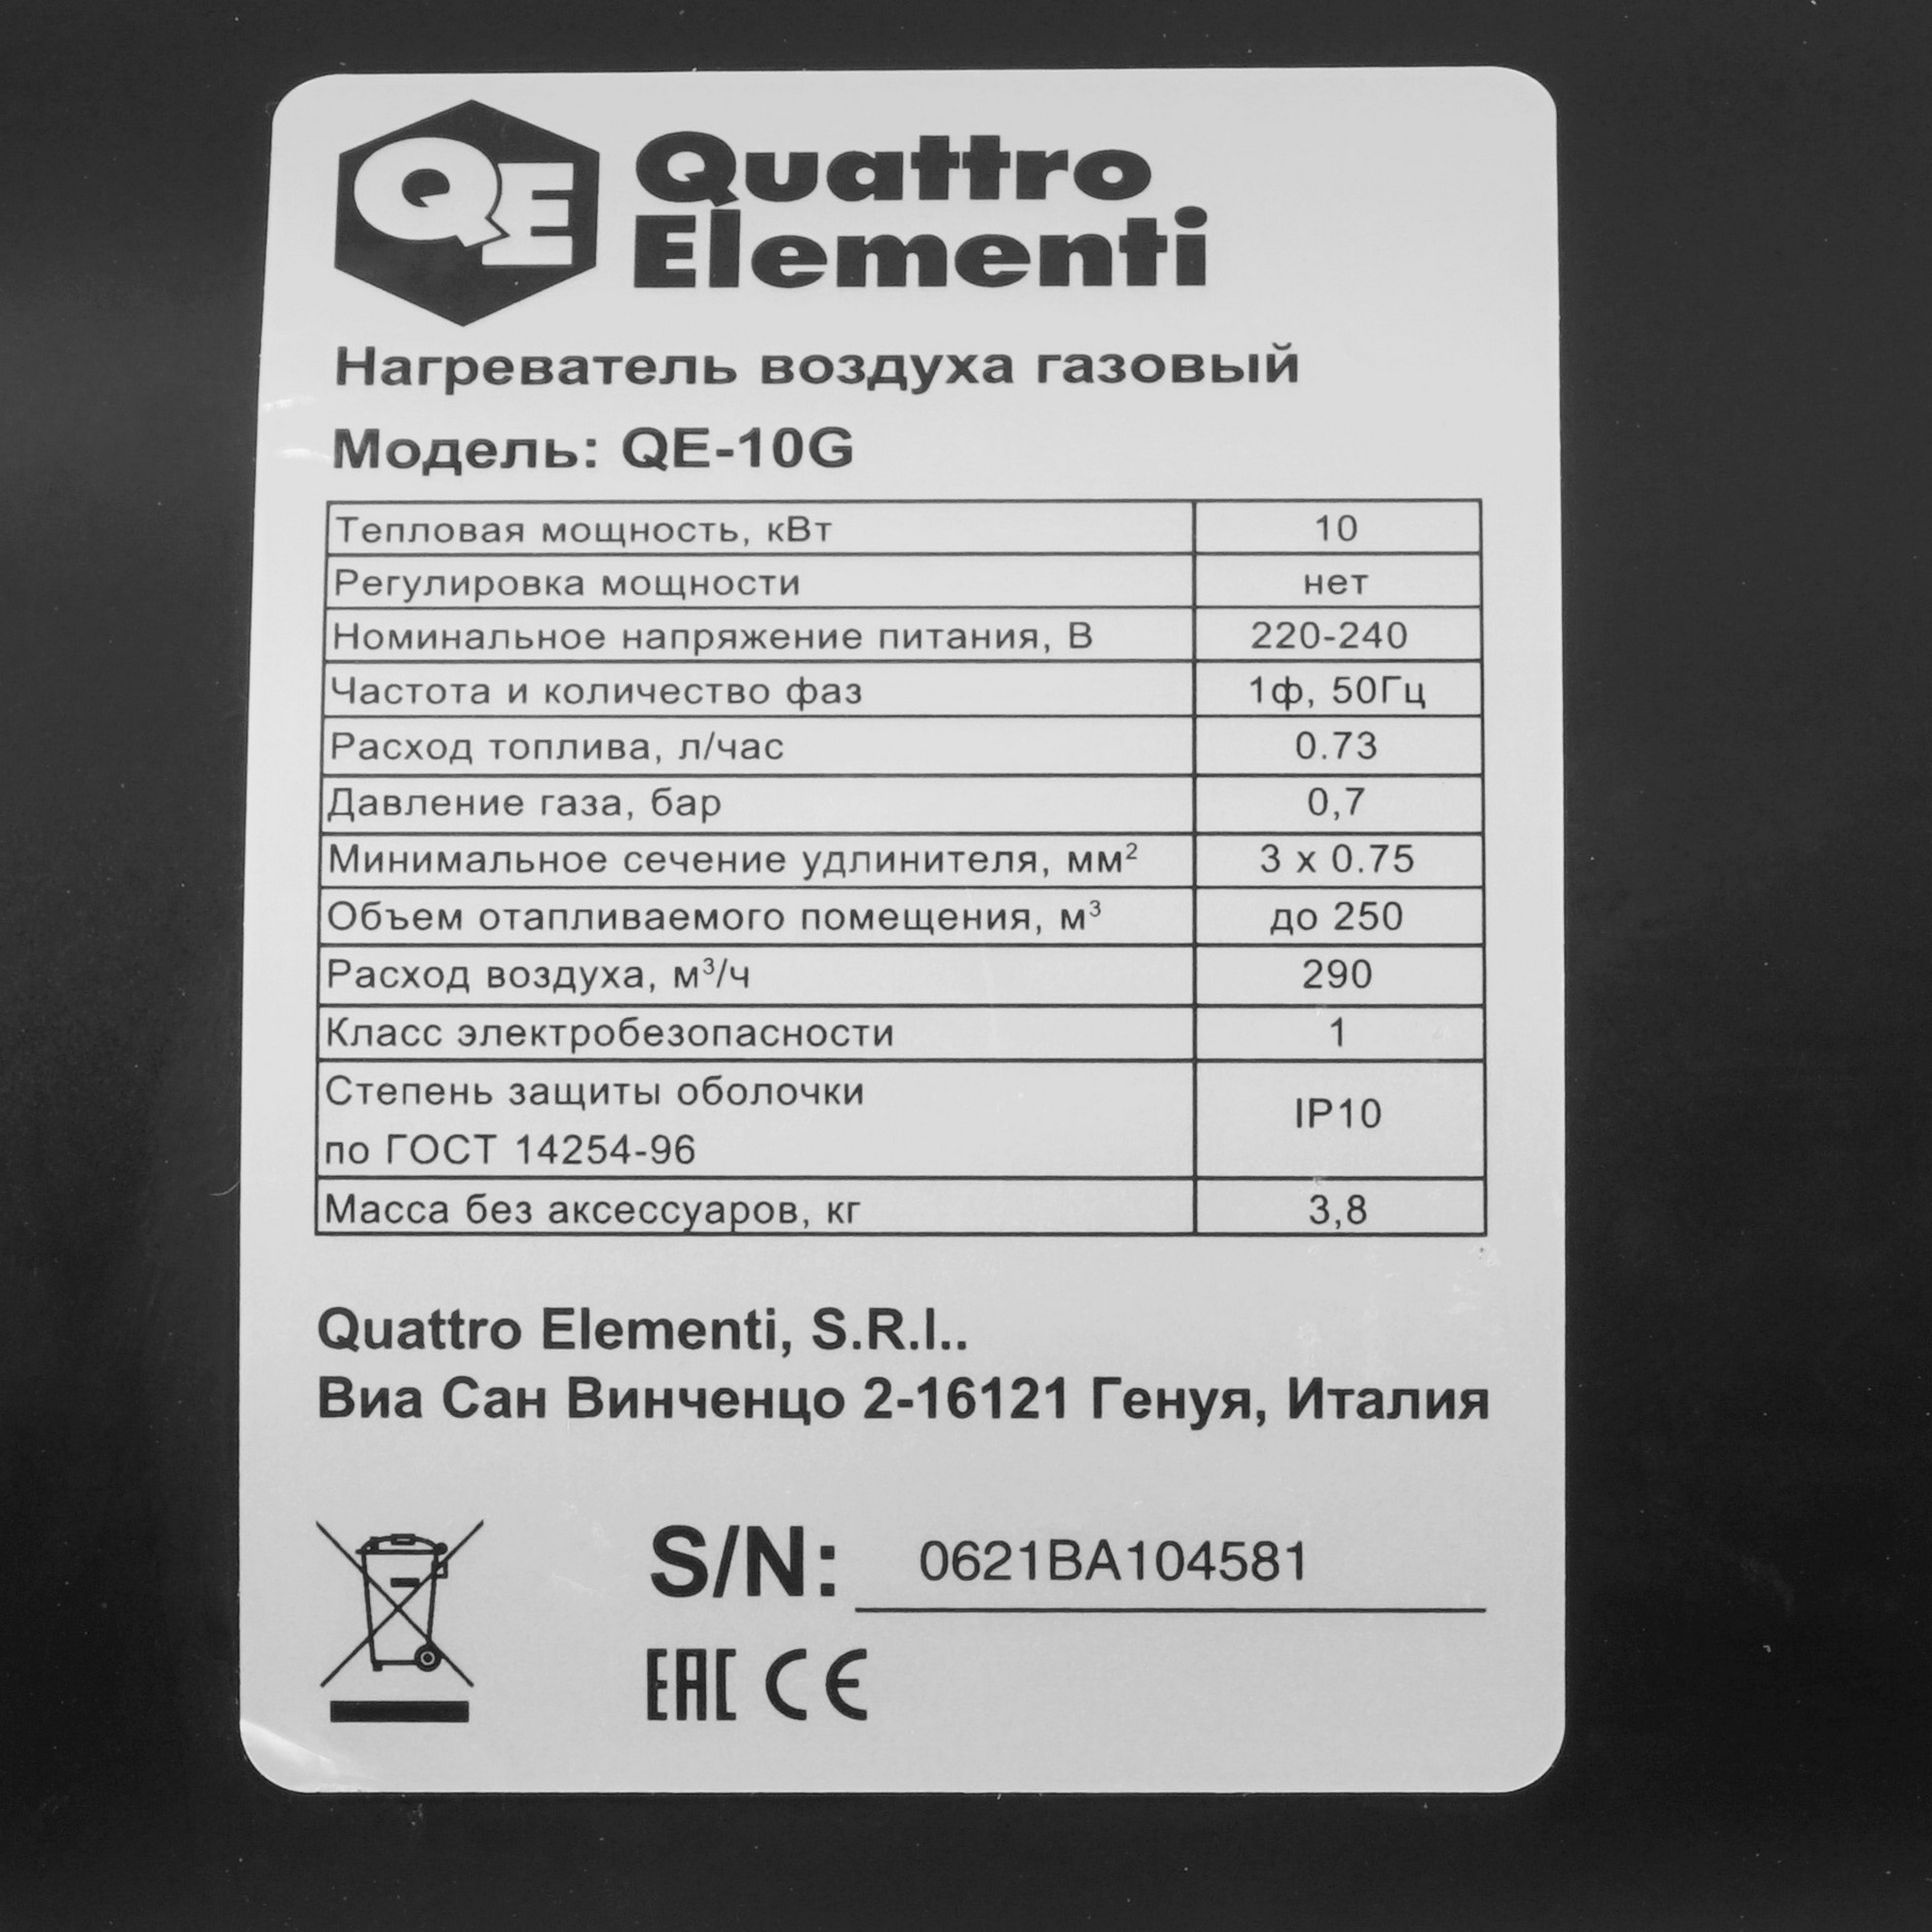 QE Quattro
Elementi
Нагреватель воздуха газовый
Модель: QE-10G
Тепловая мощность, кВт 10
Регулировка мощности нет
Номинальное напряжение питания, В 220-240
Частота и количество фаз 1ф, 50Гц
Расход топлива, л/час 0.73
Давление газа, бар 0,7
Минимальное сечение удлинителя, мм² 3 х 0.75
Объем отапливаемого помещения, м³ до 250
Расход воздуха, м³/ч 290
Класс электробезопасности 1
Степень защиты оболочки
по ГОСТ 14254-96 IP10
Масса без аксессуаров, кг 3,8
Quattro Elementi, S.R.l..
Виа Сан Винченцо 2-16121 Генуя, Италия
S/N: 0621BA104581
EAC CE